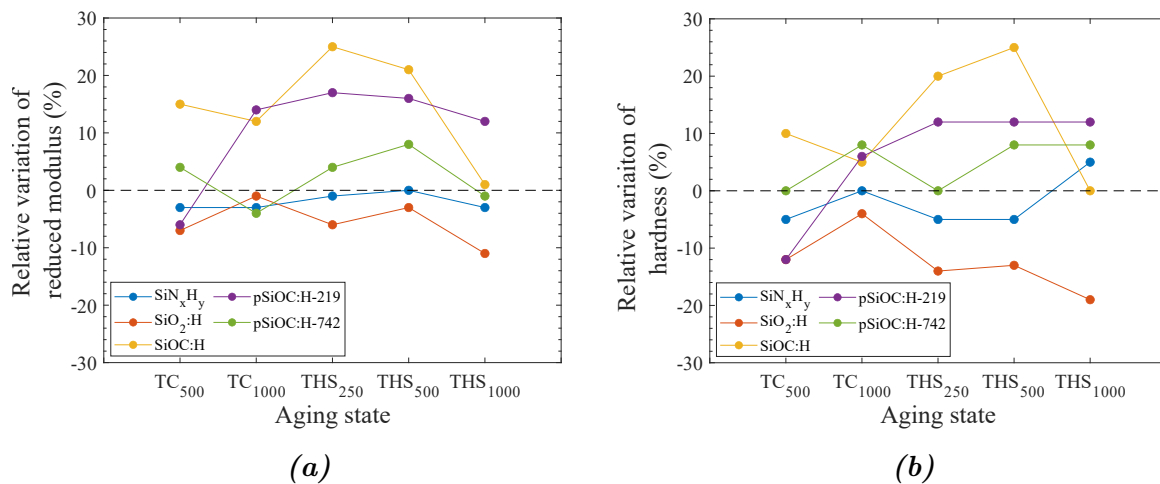 Relative variation of
reduced modulus (%)
30
20
10
0
-10
-20
-30
SiNxHy
SiO2:H
SiOC:H
pSiOC:H-219
pSiOC:H-742
TC500 TC1000 THS250 THS500 THS1000
Aging state
(a)
Relative variaton of
hardness (%)
30
20
10
0
-10
-20
-30
SiNxHy
SiO2:H
SiOC:H
pSiOC:H-219
pSiOC:H-742
TC500 TC1000 THS250 THS500 THS1000
Aging state
(b)